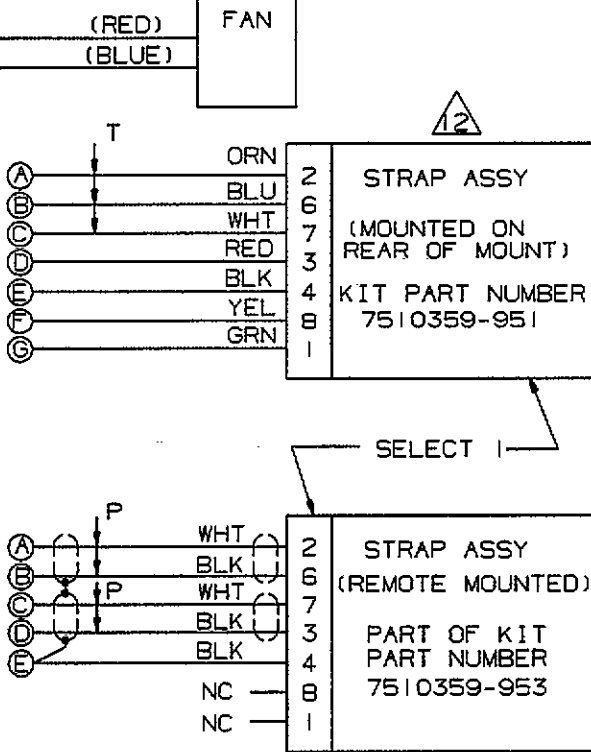 (RED)
(BLUE)
FAN
12
T
A ORN 2
B BLU 6
C WHT 7
D RED 3
E BLK 4
F YEL 8
G GRN 1
STRAP ASSY
(MOUNTED ON
REAR OF MOUNT)
KIT PART NUMBER
7510359-951
SELECT 1
P
A WHT 2
B BLK 6
P
C WHT 7
D BLK 3
E BLK 4
NC 8
NC 1
STRAP ASSY
(REMOTE MOUNTED)
PART OF KIT
PART NUMBER
7510359-953